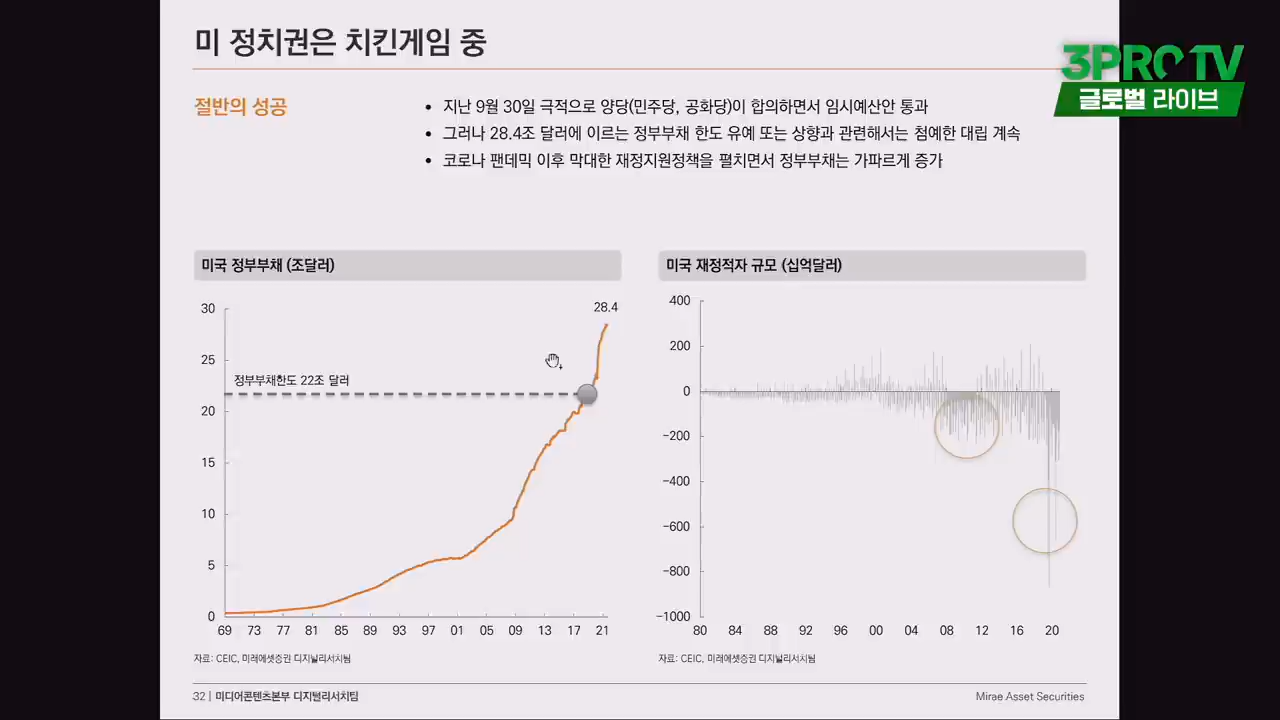 미 정치권은 치킨게임 중
3PRO TV
글로벌 라이브
절반의 성공
• 지난 9월 30일 극적으로 양당(민주당, 공화당)이 합의하면서 임시예산안 통과
• 그러나 28.4조 달러에 이르는 정부부채 한도 유예 또는 상향과 관련해서는 첨예한 대립 계속
• 코로나 팬데믹 이후 막대한 재정지원정책을 펼치면서 정부부채는 가파르게 증가
미국 정부부채 (조달러)
30
28.4
25
정부부채한도 22조 달러
20
15
10
5
0
69 73 77 81 85 89 93 97 01 05 09 13 17 21
자료: CEIC, 미래에셋증권 디지털리서치팀
미국 재정적자 규모 (십억달러)
400
200
0
-200
-400
-600
-800
-1000
80 84 88 92 96 00 04 08 12 16 20
자료: CEIC, 미래에셋증권 디지털리서치팀
32 | 미디어콘텐츠본부 디지털리서치팀
Mirae Asset Securities